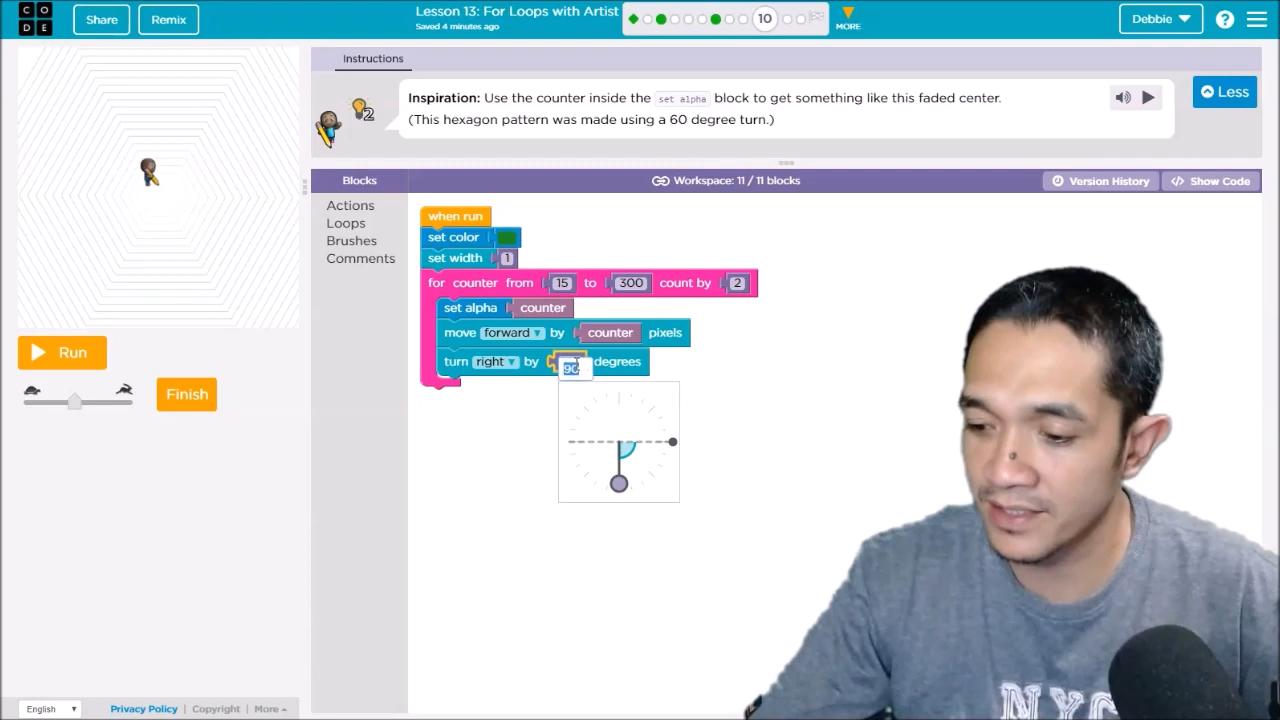 C O
D E
Share
Remix
Lesson 13: For Loops with Artist
Saved 4 minutes ago
10
MORE
Debbie
?
Instructions
2
Inspiration: Use the counter inside the set alpha block to get something like this faded center.
(This hexagon pattern was made using a 60 degree turn.)
Less
Blocks
Workspace: 11 / 11 blocks
Version History
</> Show Code
Actions
Loops
Brushes
Comments
when run
set color
set width 1
for counter from 15 to 300 count by 2
set alpha counter
move forward by counter pixels
turn right by 90 degrees
Run
Finish
English
Privacy Policy | Copyright | More
NYC